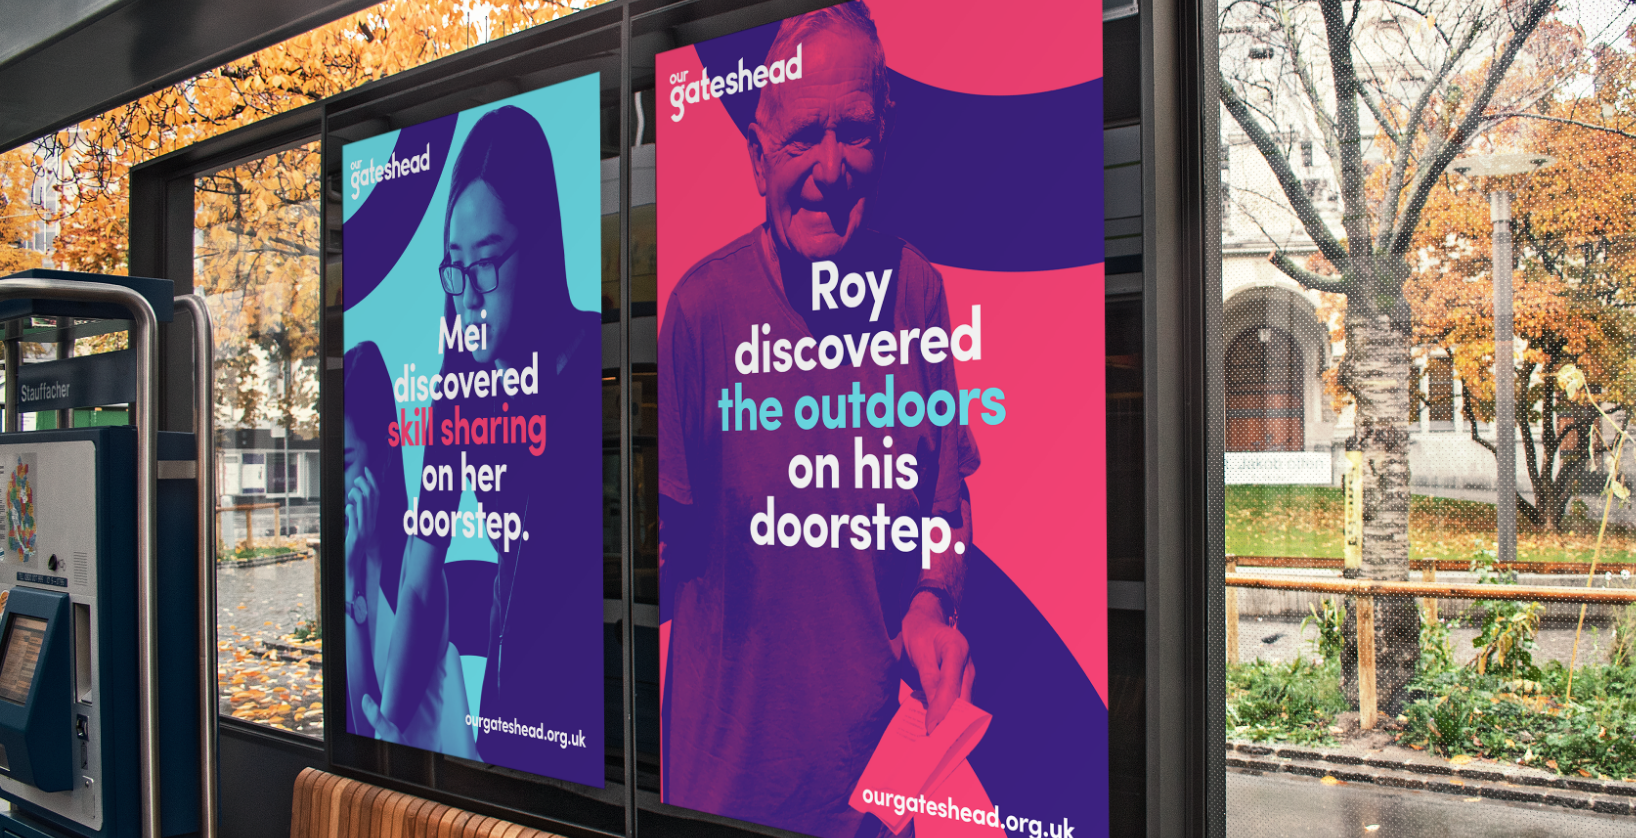 Stauffacher
our
gateshead
Mei
discovered
skill sharing
on her
doorstep.
ourgateshead.org.uk
our
gateshead
Roy
discovered
the outdoors
on his
doorstep.
ourgateshead.org.uk